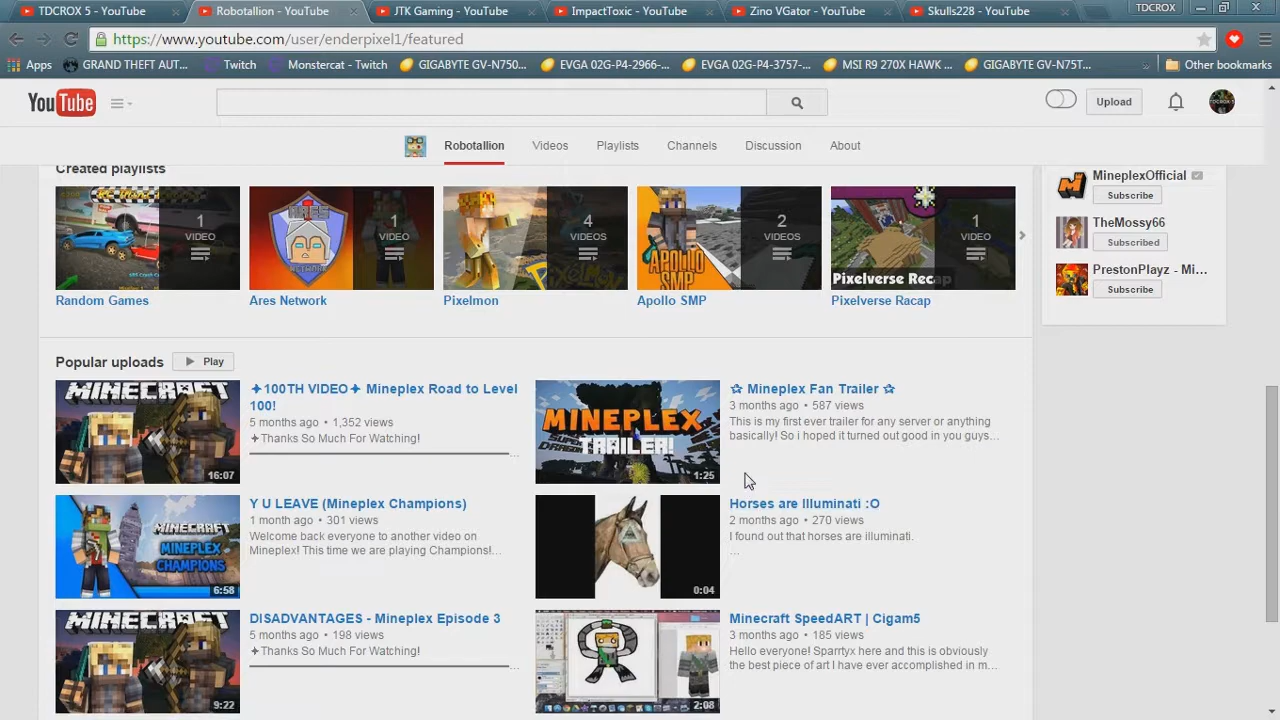 TDCROX 5 - YouTube
Robotallion - YouTube
JTK Gaming - YouTube
ImpactToxic - YouTube
Zino VGator - YouTube
Skulls228 - YouTube
TDCROX
https://www.youtube.com/user/enderpixel1/featured
Apps
GRAND THEFT AUT...
Twitch
Monstercat - Twitch
GIGABYTE GV-N750...
EVGA 02G-P4-2966-...
EVGA 02G-P4-3757-...
MSI R9 270X HAWK ...
GIGABYTE GV-N75T...
»
Other bookmarks
YouTube
Upload
Robotallion
Videos
Playlists
Channels
Discussion
About
Created playlists
1
VIDEO
Random Games
ARES
NETWORK
1
VIDEO
Ares Network
4
VIDEOS
Pixelmon
APOLLO
SMP
2
VIDEOS
Apollo SMP
Pixelverse Recap
1
VIDEO
Pixelverse Racap
MineplexOfficial
Subscribe
TheMossy66
Subscribed
PrestonPlayz - Mi...
Subscribe
Popular uploads
Play
MINECRAFT
16:07
✦100TH VIDEO✦ Mineplex Road to Level
100!
5 months ago • 1,352 views
✦Thanks So Much For Watching!
...
MINEPLEX
TRAILER!
1:25
☆ Mineplex Fan Trailer ☆
3 months ago • 587 views
This is my first ever trailer for any server or anything
basically! So i hoped it turned out good in you guys...
MINECRAFT
MINEPLEX
CHAMPIONS
6:58
Y U LEAVE (Mineplex Champions)
1 month ago • 301 views
Welcome back everyone to another video on
Mineplex! This time we are playing Champions!...
0:04
Horses are Illuminati :O
2 months ago • 270 views
I found out that horses are illuminati.
...
MINECRAFT
9:22
DISADVANTAGES - Mineplex Episode 3
5 months ago • 198 views
✦Thanks So Much For Watching!
...
2:08
Minecraft SpeedART | Cigam5
3 months ago • 185 views
Hello everyone! Sparrtyx here and this is obviously
the best piece of art I have ever accomplished in m...